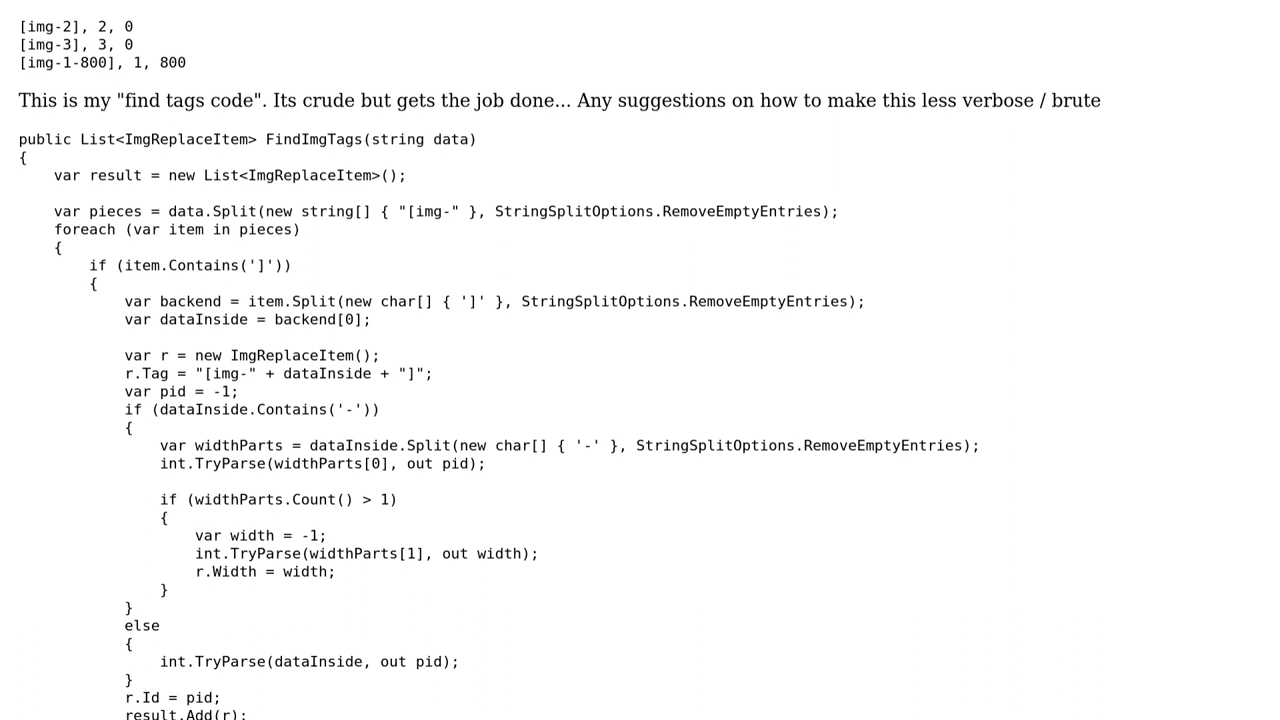 [img-2], 2, 0
[img-3], 3, 0
[img-1-800], 1, 800
This is my "find tags code". Its crude but gets the job done... Any suggestions on how to make this less verbose / brute
public List<ImgReplaceItem> FindImgTags(string data)
{
    var result = new List<ImgReplaceItem>();

    var pieces = data.Split(new string[] { "[img-" }, StringSplitOptions.RemoveEmptyEntries);
    foreach (var item in pieces)
    {
        if (item.Contains(']'))
        {
            var backend = item.Split(new char[] { ']' }, StringSplitOptions.RemoveEmptyEntries);
            var dataInside = backend[0];

            var r = new ImgReplaceItem();
            r.Tag = "[img-" + dataInside + "]";
            var pid = -1;
            if (dataInside.Contains('-'))
            {
                var widthParts = dataInside.Split(new char[] { '-' }, StringSplitOptions.RemoveEmptyEntries);
                int.TryParse(widthParts[0], out pid);

                if (widthParts.Count() > 1)
                {
                    var width = -1;
                    int.TryParse(widthParts[1], out width);
                    r.Width = width;
                }
            }
            else
            {
                int.TryParse(dataInside, out pid);
            }
            r.Id = pid;
            result.Add(r);